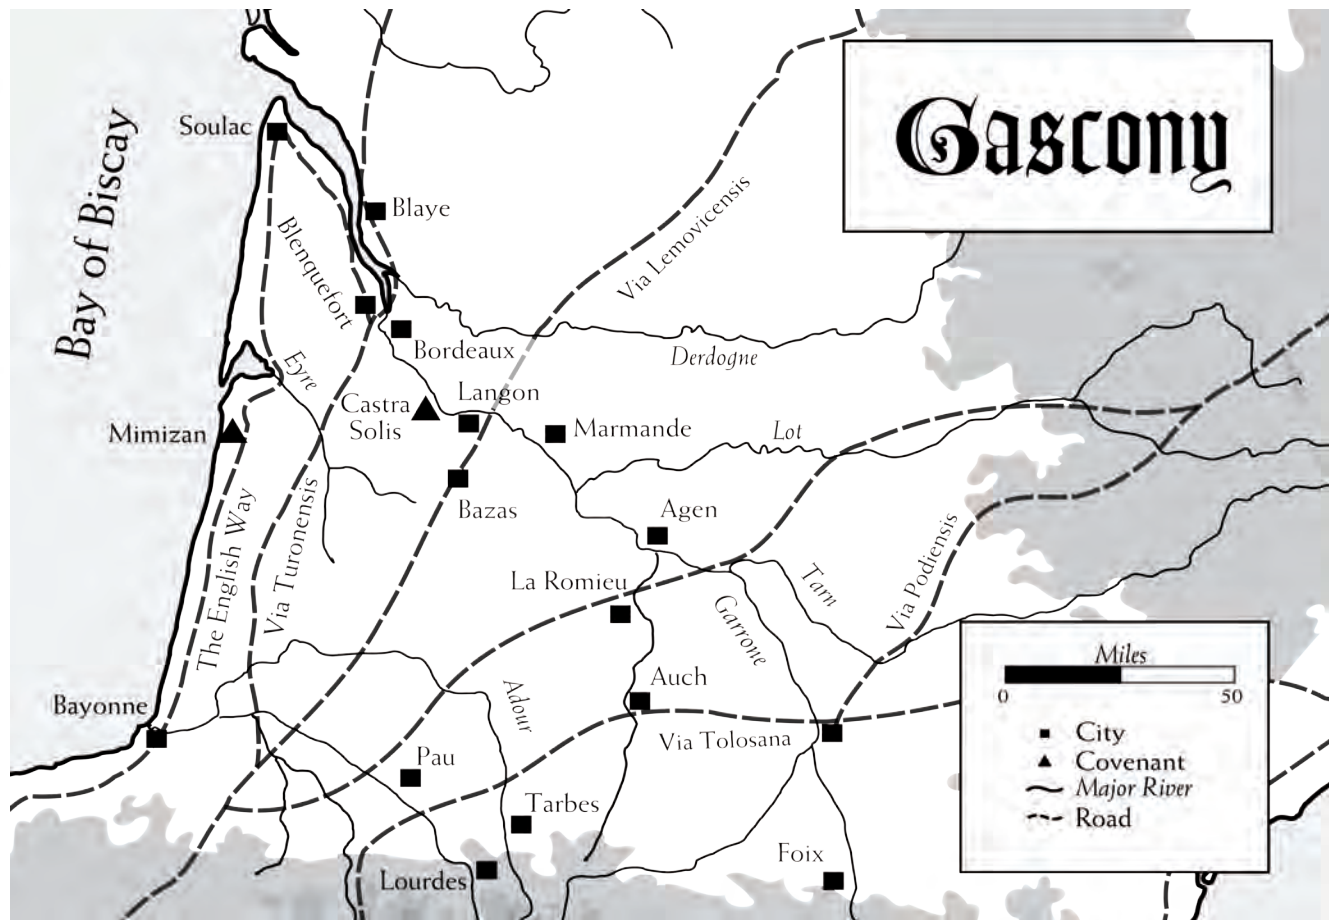 Gascony
Soulac
Bay of Biscay
Blaye
Via Lemovicensis
Blenquefort
Bordeaux
Derdogne
Eyre
Langon
Castra
Solis
Mimizan
Marmande
Lot
Bazas
Agen
The English Way
Via Turonensis
La Romieu
Tarn
Via Podiensis
Garrone
Adour
Auch
Bayonne
Via Tolosana
Pau
Tarbes
Foix
Lourdes
Miles
0 50
City
Covenant
Major River
Road